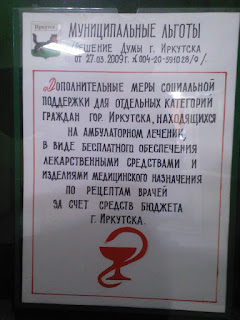 Иркутск
Муниципальные льготы
Решение Думы г. Иркутска
от 27.03.2009г. № 004-20-591028/9/.
Дополнительные меры социальной
поддержки для отдельных категорий
граждан гор. Иркутска, находящихся
на амбулаторном лечении,
в виде бесплатного обеспечения
лекарственными средствами и
изделиями медицинского назначения
по рецептам врачей
за счет средств бюджета
г. Иркутска.